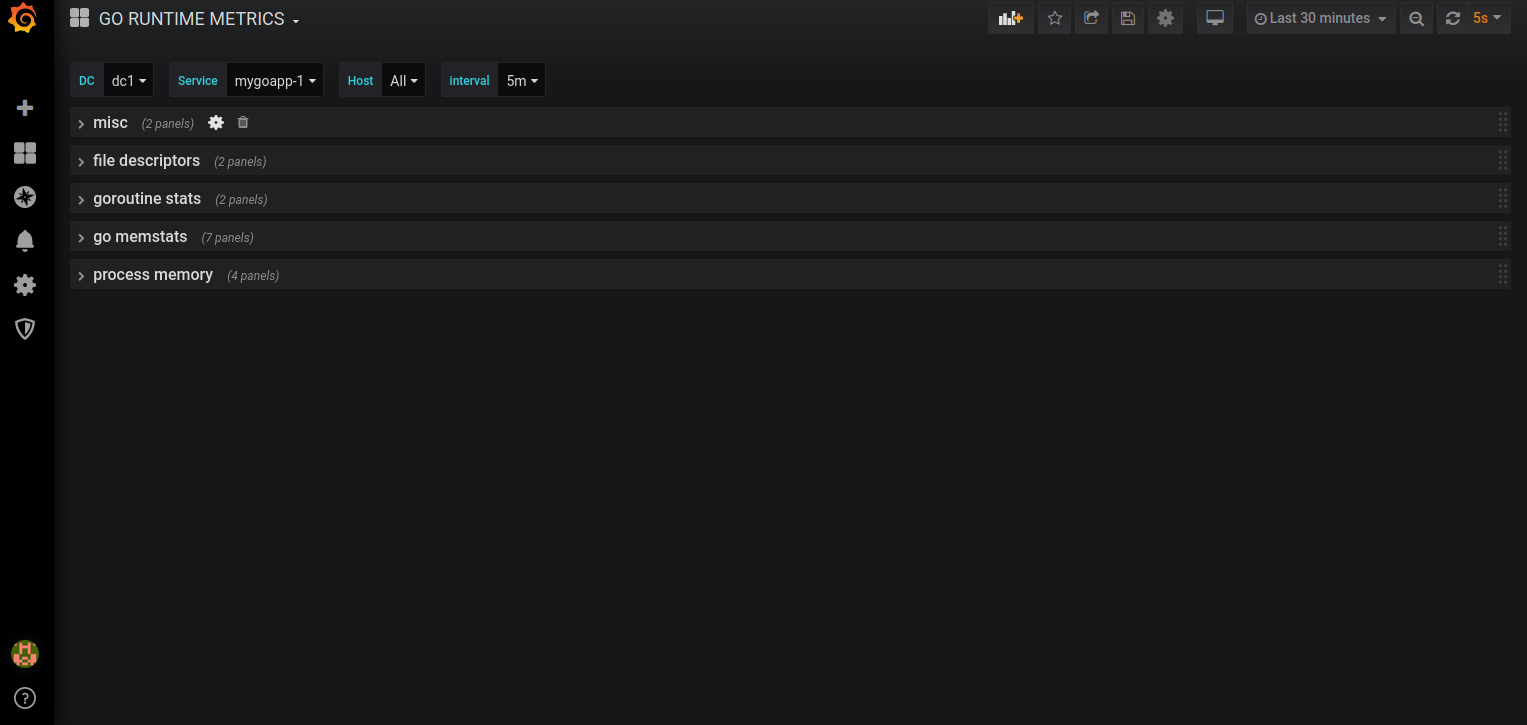 GO RUNTIME METRICS
Last 30 minutes
5s
DC dc1 Service mygoapp-1 Host All interval 5m
misc (2 panels)
file descriptors (2 panels)
goroutine stats (2 panels)
go memstats (7 panels)
process memory (4 panels)
?